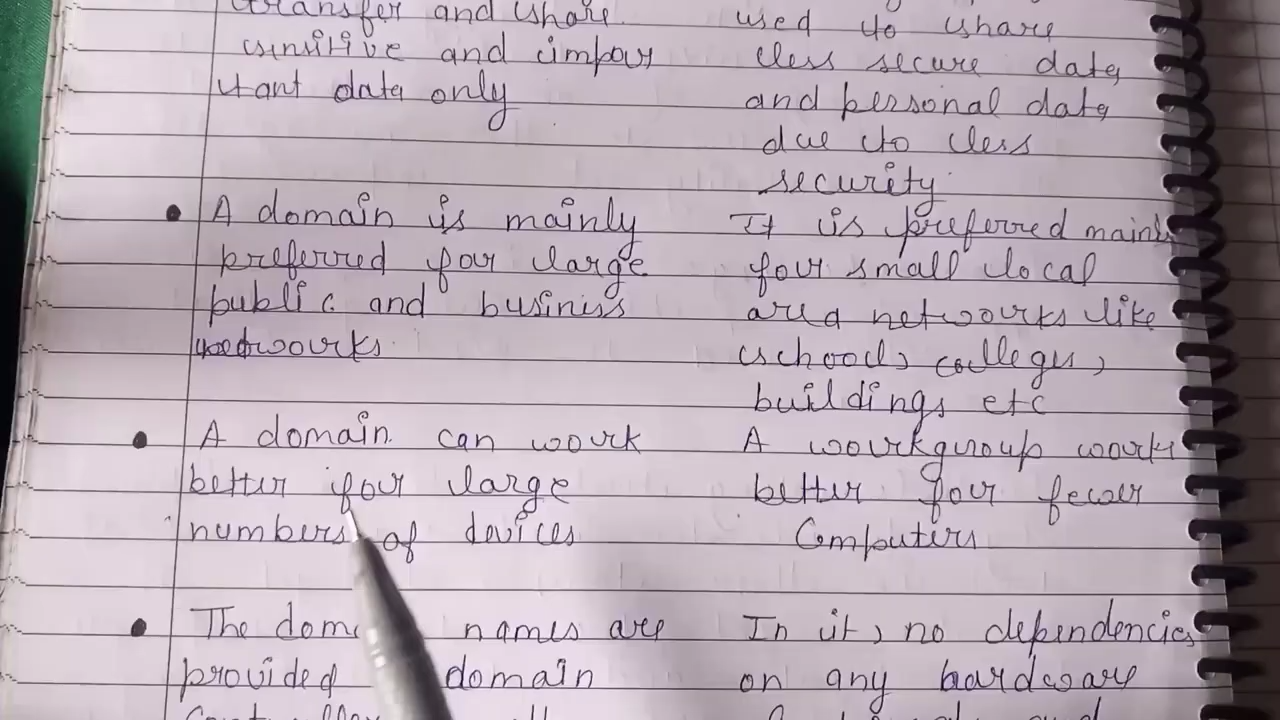 transfer and share
sensitive and impor
tant data only
used to share
less secure data
and personal data
due to less
security
A domain is mainly
preferred for large
public and business
networks.
It is preferred mainly
for small local
area networks like
school, colleges,
buildings etc
A domain can work
better for large
numbers of devices
A workgroup works
better for fewer
Computers
The names are
provided domain
In it, no dependencies
on any hardware